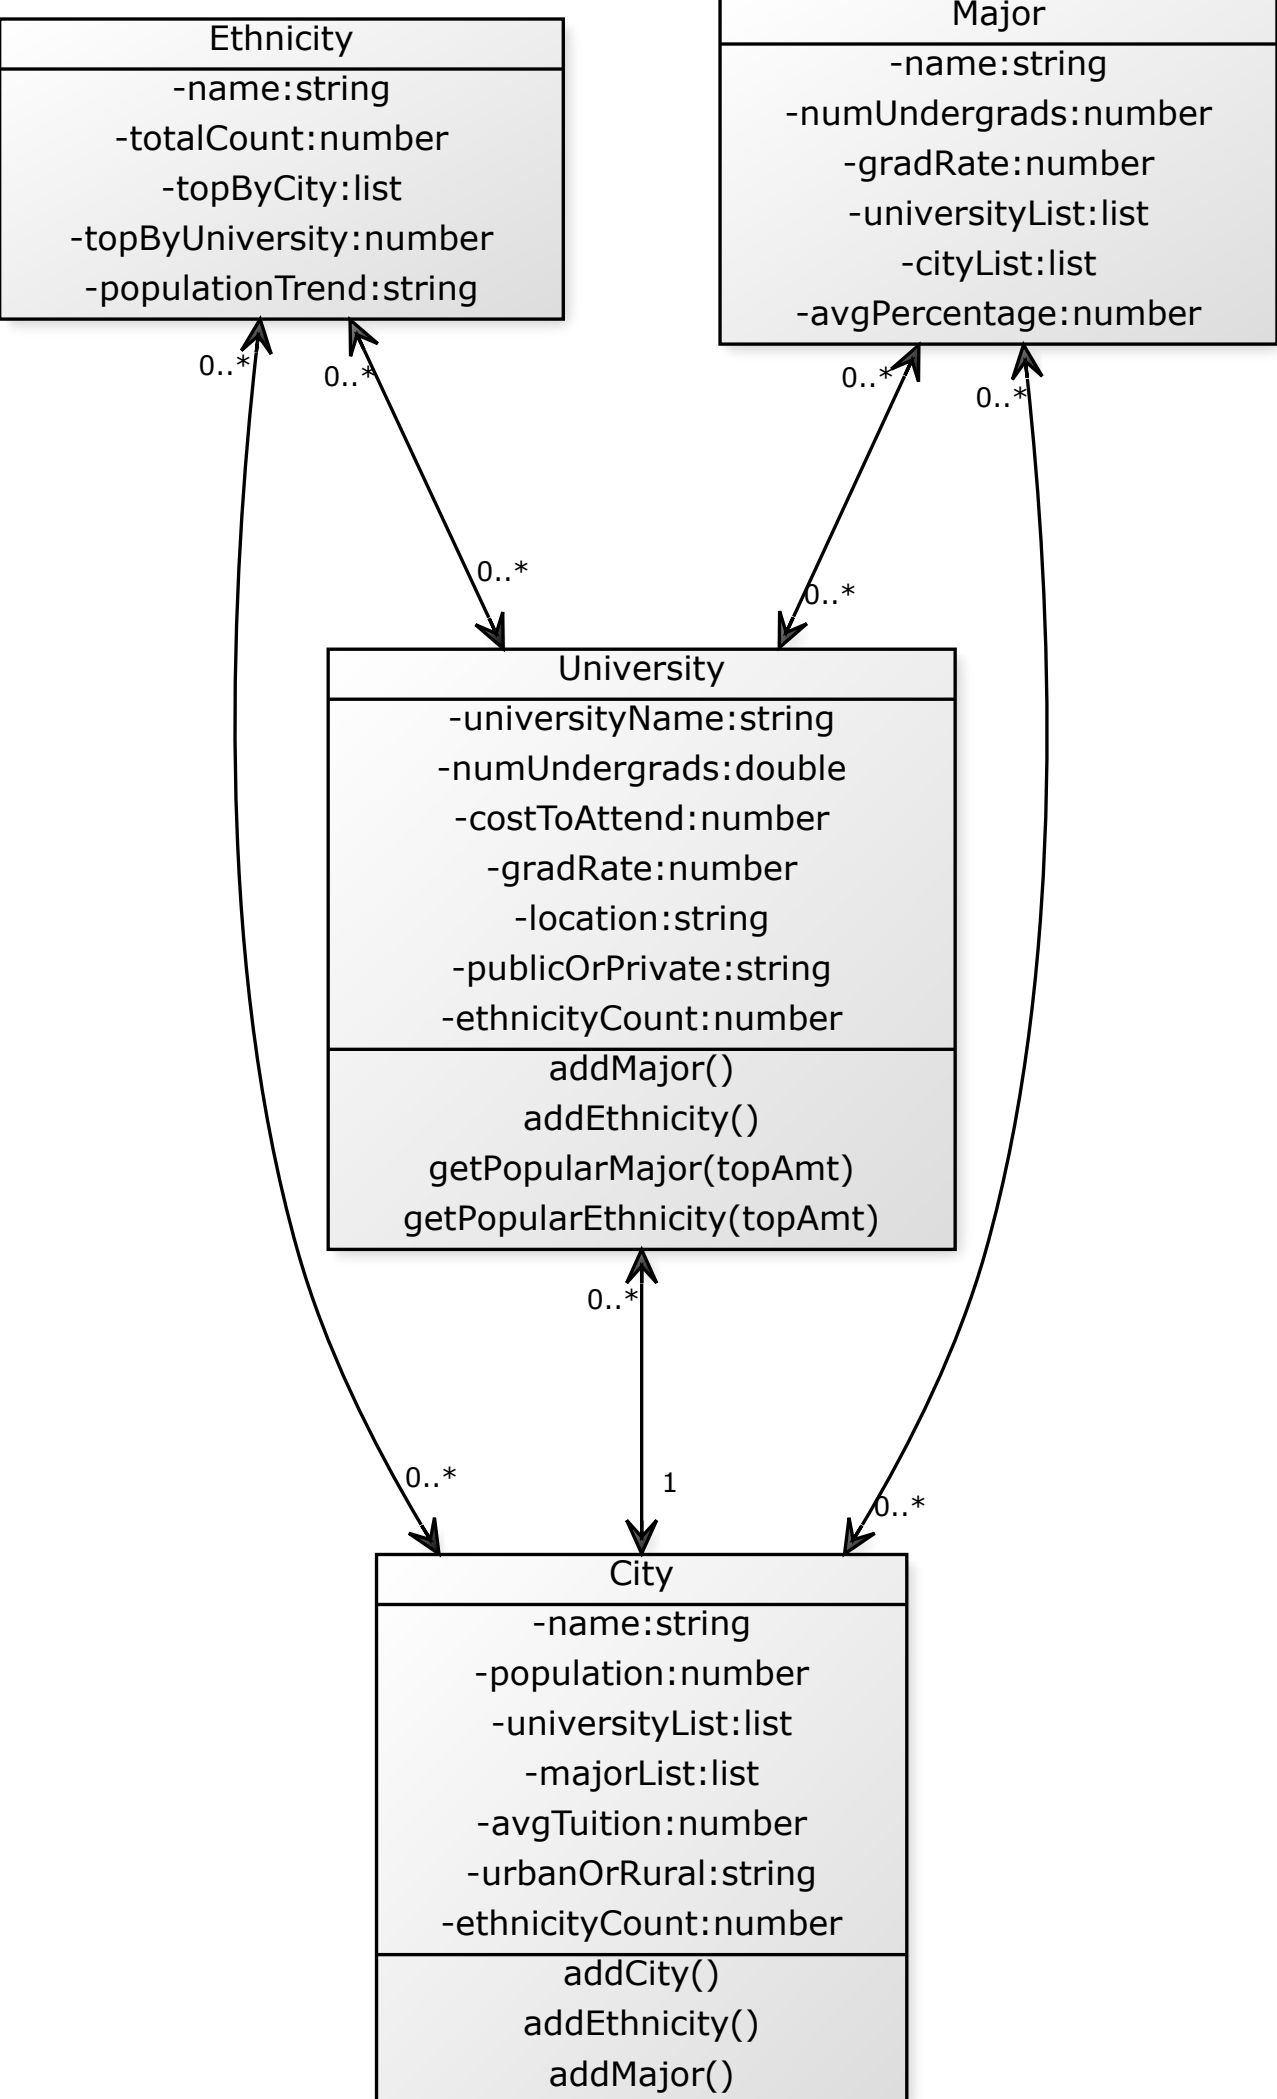 Ethnicity
-name:string
-totalCount:number
-topByCity:list
-topByUniversity:number
-populationTrend:string
Major
-name:string
-numUndergrads:number
-gradRate:number
-universityList:list
-cityList:list
-avgPercentage:number
0..*
0..*
0..*
0..*
0..*
0..*
University
-universityName:string
-numUndergrads:double
-costToAttend:number
-gradRate:number
-location:string
-publicOrPrivate:string
-ethnicityCount:number
addMajor()
addEthnicity()
getPopularMajor(topAmt)
getPopularEthnicity(topAmt)
0..*
0..*
1
0..*
City
-name:string
-population:number
-universityList:list
-majorList:list
-avgTuition:number
-urbanOrRural:string
-ethnicityCount:number
addCity()
addEthnicity()
addMajor()